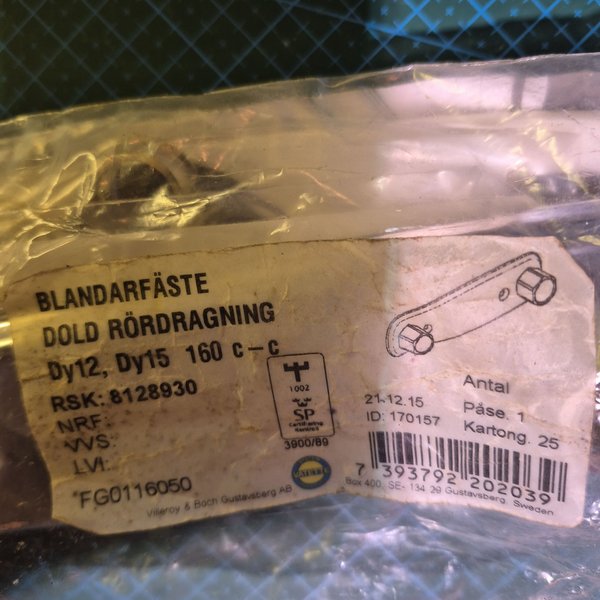 BLANDARFÄSTE
DOLD RÖRDRAGNING
Dy12, Dy15 160 c–c
RSK: 8128930
NRF:
VVS:
LVI:
FG0116050
1002
SP
Certifiering
Kontroll
3900/89
21.12.15
ID: 170157
Antal
Påse. 1
Kartong. 25
7 393792 202039
Villeroy & Boch Gustavsberg AB
Box 400, SE- 134 29 Gustavsberg, Sweden